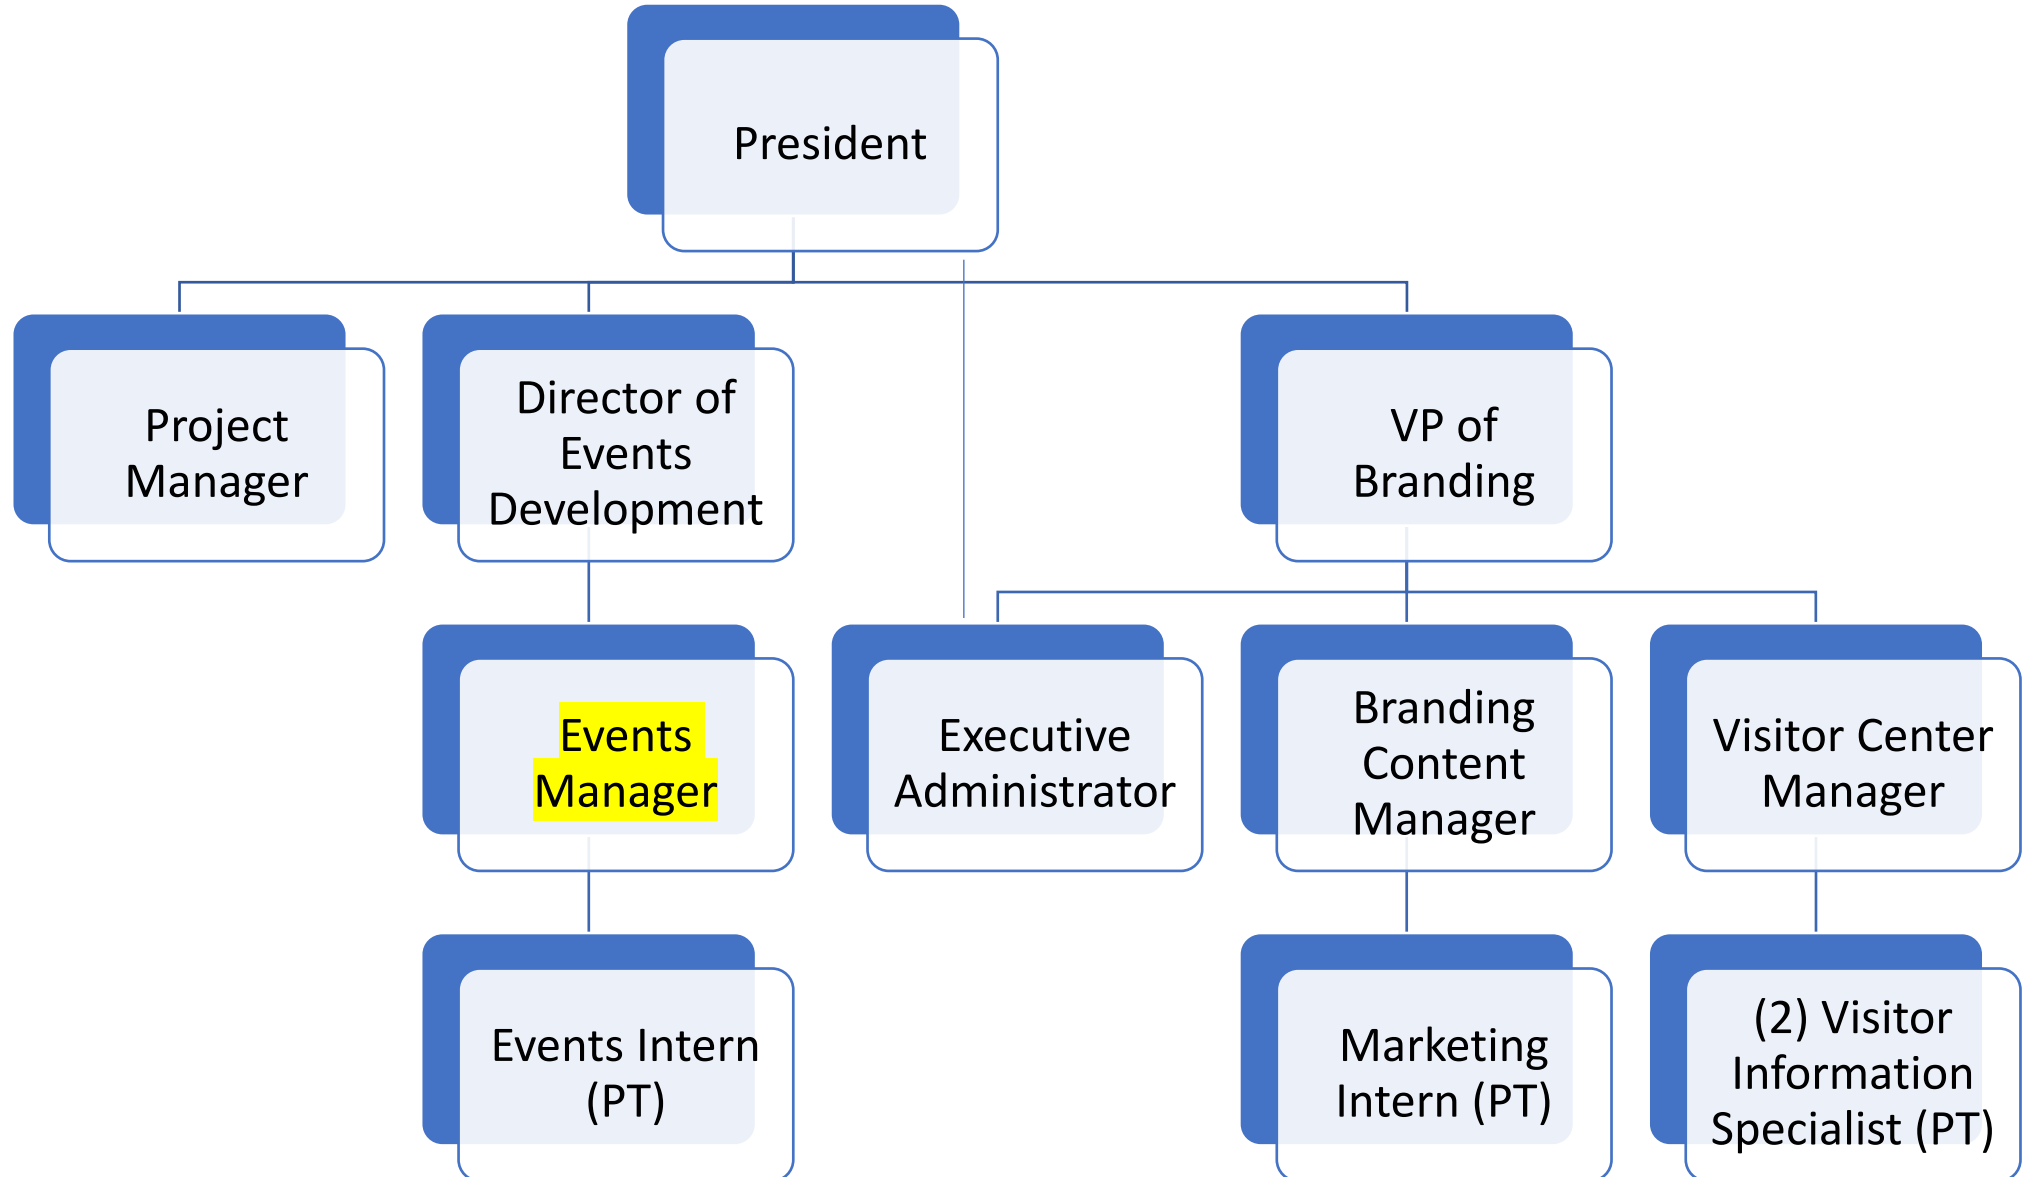 President
Project
Manager
Director of
Events
Development
VP of
Branding
Events
Manager
Executive
Administrator
Branding
Content
Manager
Visitor Center
Manager
Events Intern
(PT)
Marketing
Intern (PT)
(2) Visitor
Information
Specialist (PT)